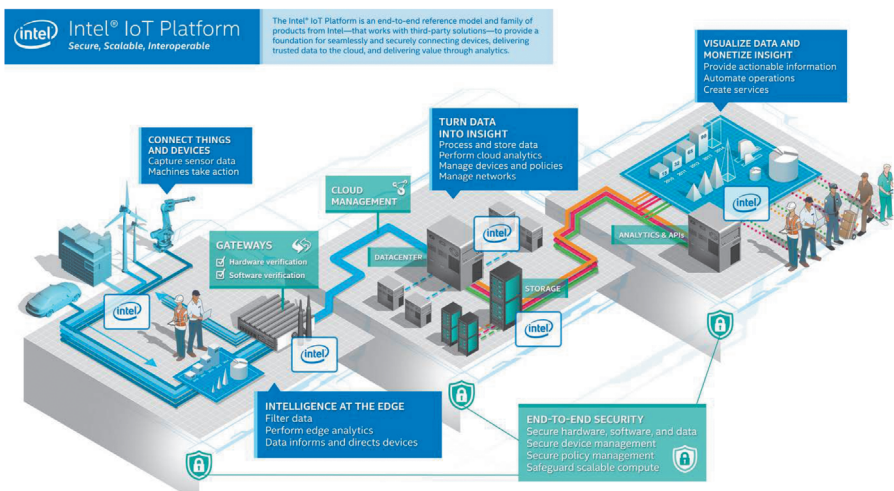 intel
Intel® IoT Platform
Secure, Scalable, Interoperable
The Intel® IoT Platform is an end-to-end reference model and family of
products from Intel—that works with third-party solutions—to provide a
foundation for seamlessly and securely connecting devices, delivering
trusted data to the cloud, and delivering value through analytics.
VISUALIZE DATA AND
MONETIZE INSIGHT
Provide actionable information
Automate operations
Create services
TURN DATA
INTO INSIGHT
Process and store data
Perform cloud analytics
Manage devices and policies
Manage networks
CONNECT THINGS
AND DEVICES
Capture sensor data
Machines take action
CLOUD
MANAGEMENT
GATEWAYS
Hardware verification
Software verification
DATACENTER
ANALYTICS & APIs
STORAGE
intel
intel
intel
intel
intel
INTELLIGENCE AT THE EDGE
Filter data
Perform edge analytics
Data informs and directs devices
END-TO-END SECURITY
Secure hardware, software, and data
Secure device management
Secure policy management
Safeguard scalable compute